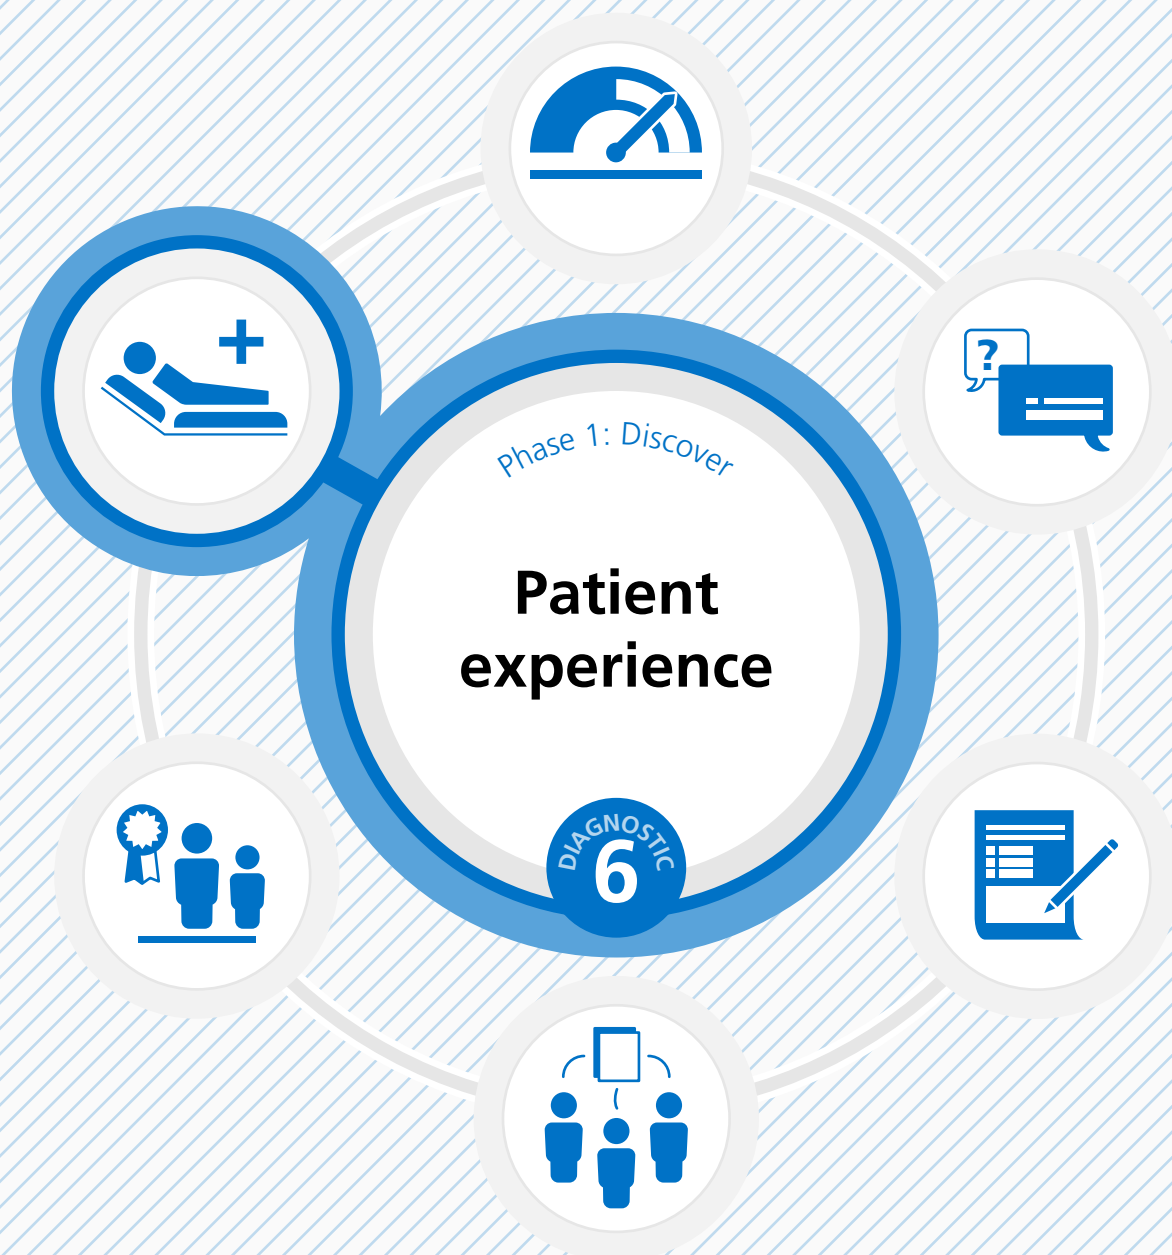 ?
Phase 1: Discover
Patient
experience
DIAGNOSTIC
6